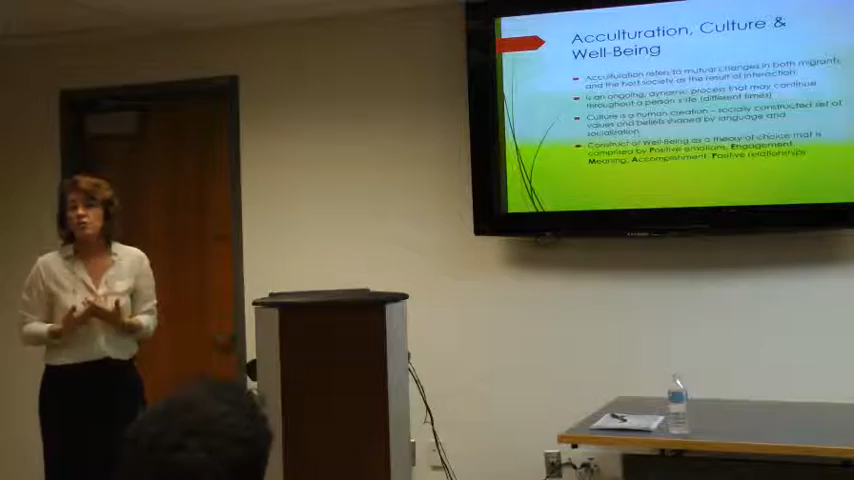 Acculturation, Culture &
Well-Being
Acculturation refers to mutual changes in both migrants
and the host society as the result of interaction.
Is an ongoing, dynamic process that may continue
throughout a person's life (different times)
Culture is a human creation – socially constructed set of
values and beliefs shaped by language and
socialization.
Construct of Well-Being as a theory of choice that is
comprised by Positive emotions, Engagement,
Meaning, Accomplishment, Positive Relationship